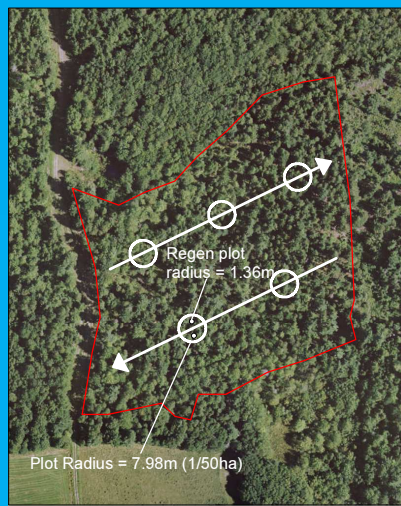 Regen plot
radius = 1.36m
Plot Radius = 7.98m (1/50ha)